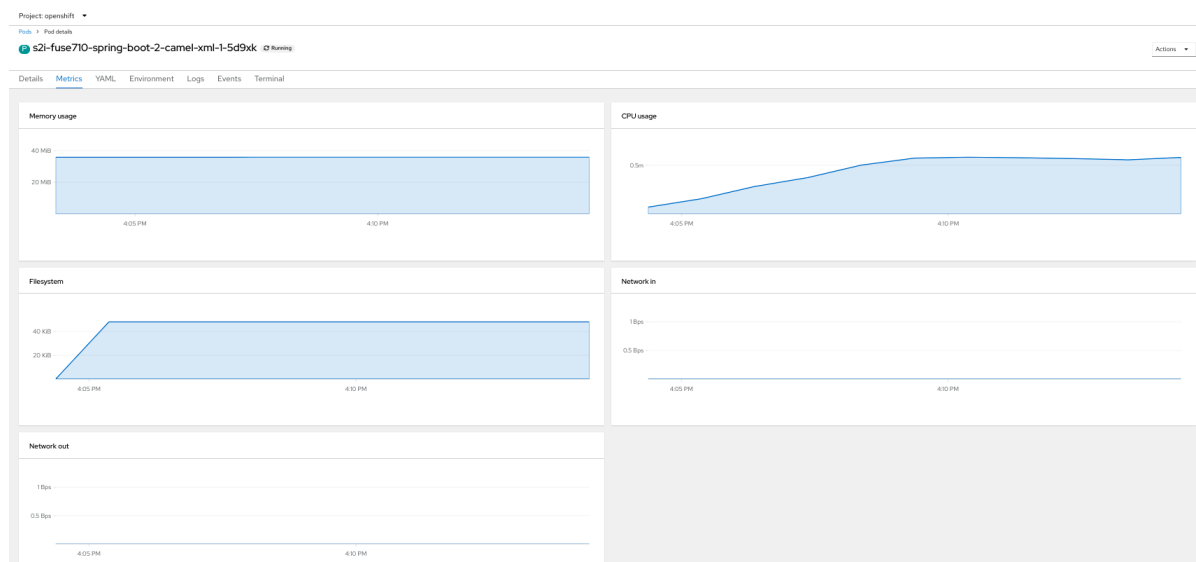 Project: openshift
Pods > Pod details
P s2i-fuse710-spring-boot-2-camel-xml-1-5d9xk Running
Actions
Details Metrics YAML Environment Logs Events Terminal
Memory usage
40 MiB
20 MiB
4:05 PM 4:10 PM
CPU usage
0.5m
4:05 PM 4:10 PM
Filesystem
40 KiB
20 KiB
4:05 PM 4:10 PM
Network in
1 Bps
0.5 Bps
4:05 PM 4:10 PM
Network out
1 Bps
0.5 Bps
4:05 PM 4:10 PM